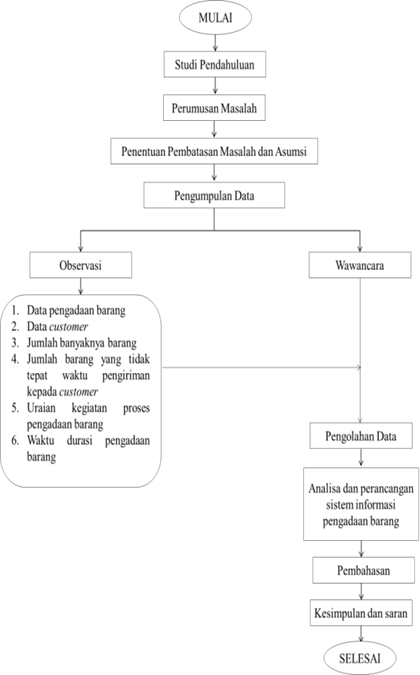 MULAI
Studi Pendahuluan
Perumusan Masalah
Penentuan Pembatasan Masalah dan Asumsi
Pengumpulan Data
Observasi
Wawancara
1. Data pengadaan barang
2. Data customer
3. Jumlah banyaknya barang
4. Jumlah barang yang tidak
tepat waktu pengiriman
kepada customer
5. Uraian kegiatan proses
pengadaan barang
6. Waktu durasi pengadaan
barang
Pengolahan Data
Analisa dan perancangan
sistem informasi
pengadaan barang
Pembahasan
Kesimpulan dan saran
SELESAI